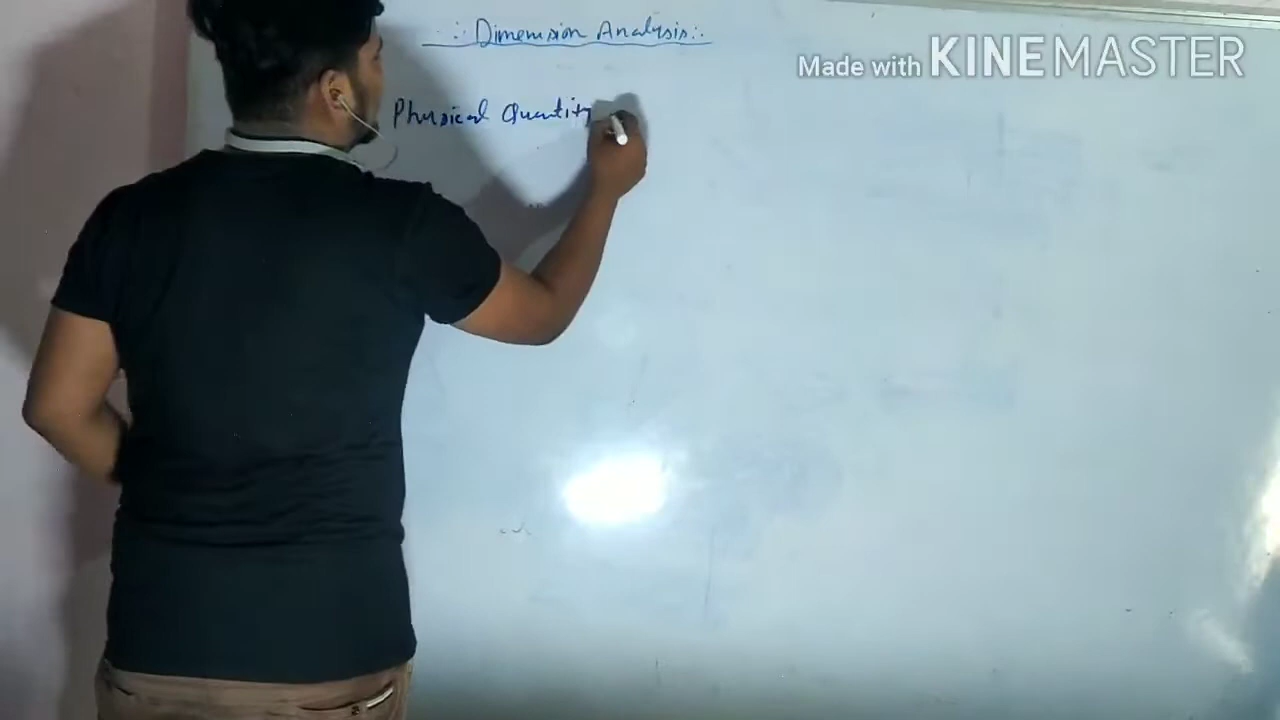 ∴ Dimension Analysis ∴
Made with KINEMASTER
Physical Quantity